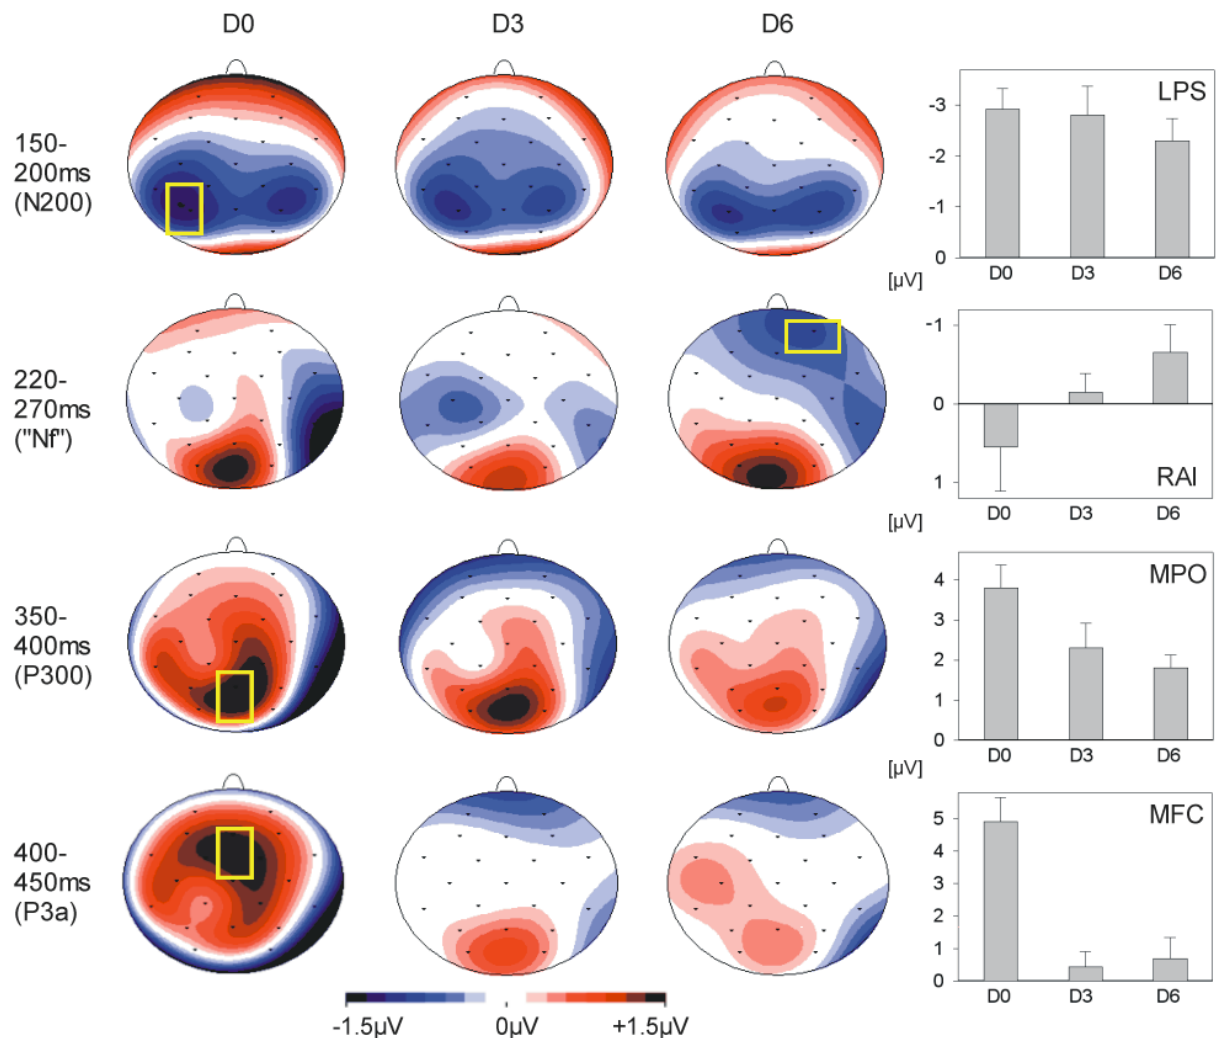 D0 D3 D6
150-
200ms
(N200)
LPS
-3
-2
-1
0
D0 D3 D6
[µV]
220-
270ms
("Nf")
-1
0
1
RAI
D0 D3 D6
[µV]
350-
400ms
(P300)
MPO
4
3
2
1
0
D0 D3 D6
[µV]
400-
450ms
(P3a)
MFC
5
4
3
2
1
0
D0 D3 D6
-1.5µV 0µV +1.5µV